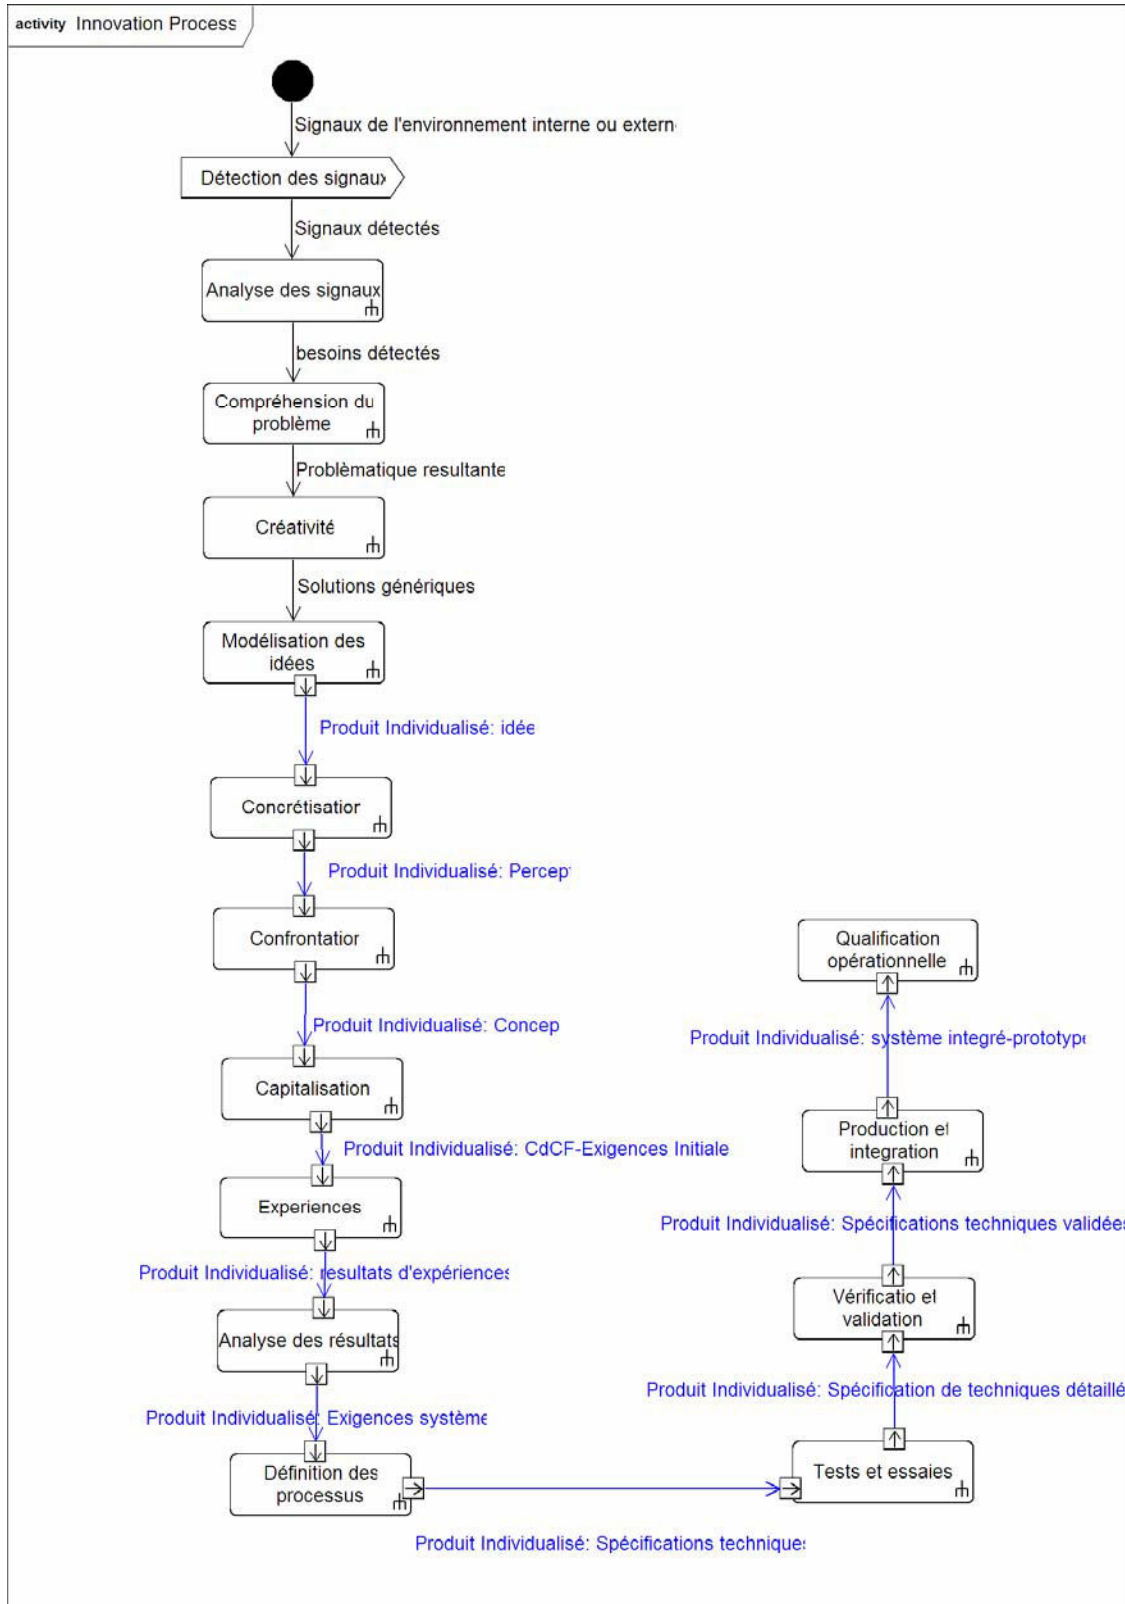 activity Innovation Process
Signaux de l'environnement interne ou extern
Détection des signaux
Signaux détectés
Analyse des signaux
besoins détectés
Compréhension du
problème
Problèmatique resultante
Créativité
Solutions génériques
Modélisation des
idées
Produit Individualisé: idée
Concrétisation
Produit Individualisé: Percep
Confrontation
Produit Individualisé: Concep
Capitalisation
Produit Individualisé: CdCF-Exigences Initiale
Experiences
Produit Individualisé: resultats d'expériences
Analyse des résultats
Produit Individualisé: Exigences système
Définition des
processus
Produit Individualisé: Spécifications techniques
Tests et essaies
Produit Individualisé: Spécification de techniques détaillé
Vérificatio et
validation
Produit Individualisé: Spécifications techniques validées
Production et
integration
Produit Individualisé: système integré-prototype
Qualification
opérationnelle